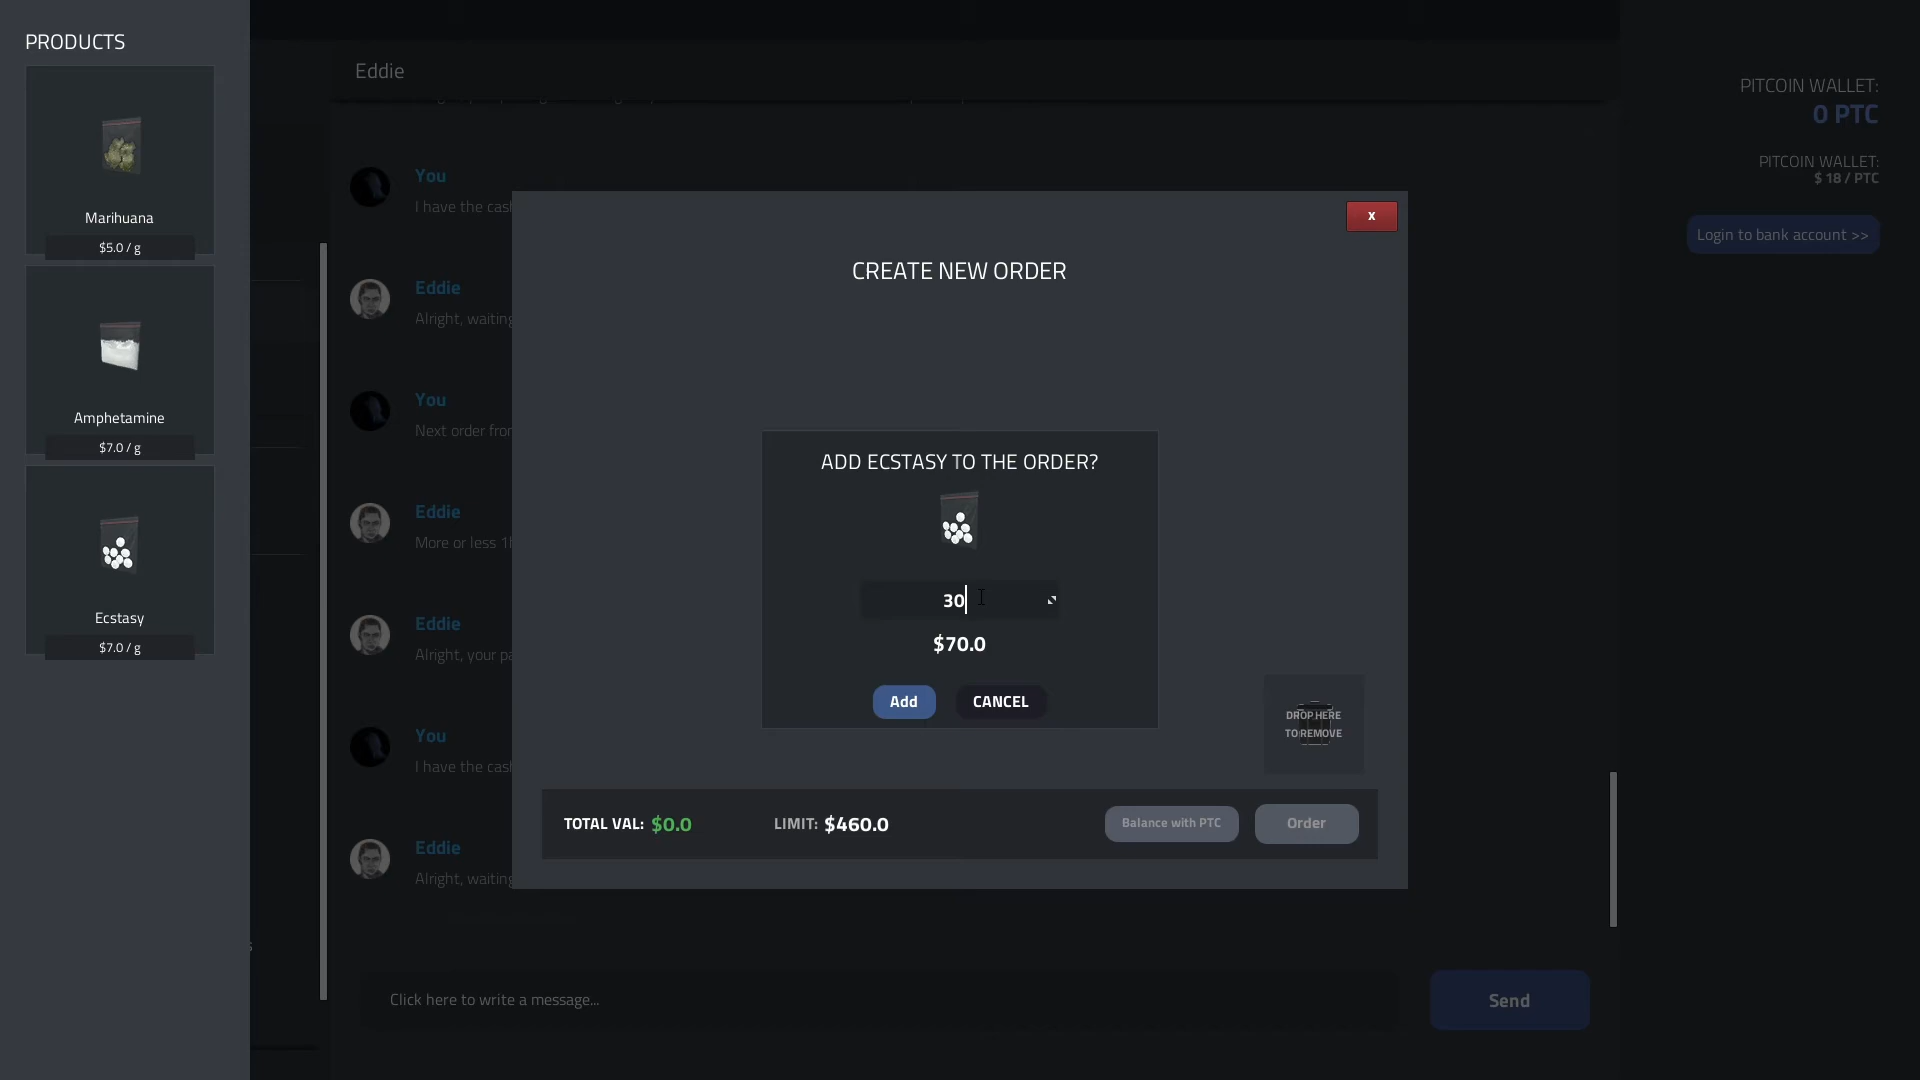 PRODUCTS
Marihuana
$5.0 / g
Amphetamine
$7.0 / g
Ecstasy
$7.0 / g
Eddie
You
I have the cash
Eddie
Alright, waiting
You
Next order from
Eddie
More or less 1h
Eddie
Alright, your pa
You
I have the cash
Eddie
Alright, waiting
Click here to write a message...
Send
x
CREATE NEW ORDER
ADD ECSTASY TO THE ORDER?
30
$70.0
Add
CANCEL
DROP HERE
TO REMOVE
TOTAL VAL: $0.0
LIMIT: $460.0
Balance with PTC
Order
PITCOIN WALLET:
0 PTC
PITCOIN WALLET:
$ 18 / PTC
Login to bank account >>